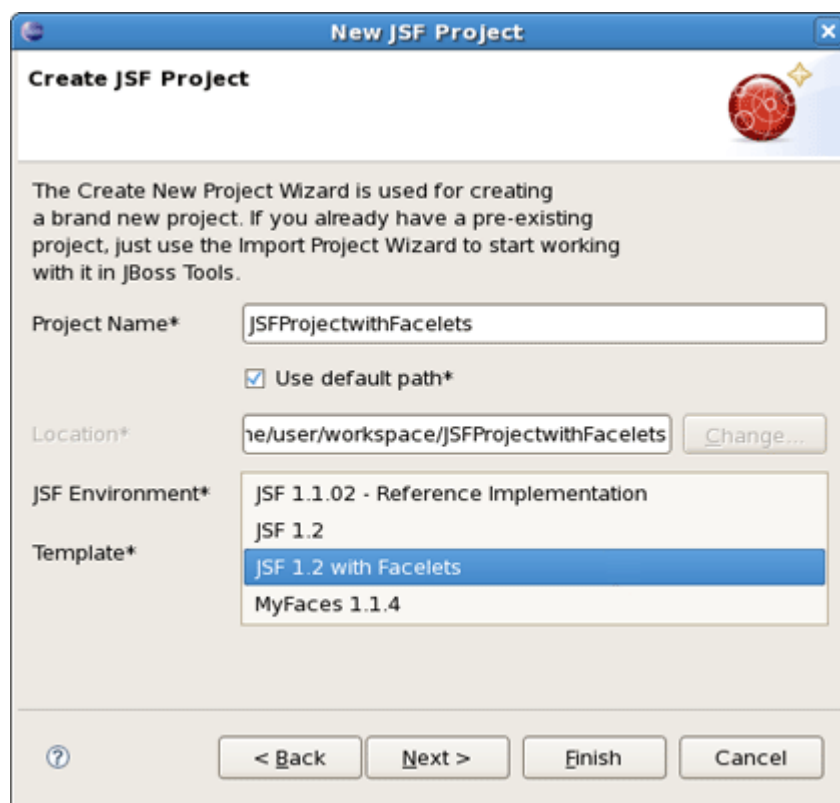 New JSF Project
Create JSF Project
The Create New Project Wizard is used for creating
a brand new project. If you already have a pre-existing
project, just use the Import Project Wizard to start working
with it in JBoss Tools.
Project Name* JSFProjectwithFacelets
Use default path*
Location* ne/user/workspace/JSFProjectwithFacelets Change...
JSF Environment* JSF 1.1.02 - Reference Implementation
JSF 1.2
Template* JSF 1.2 with Facelets
MyFaces 1.1.4
? < Back Next > Finish Cancel